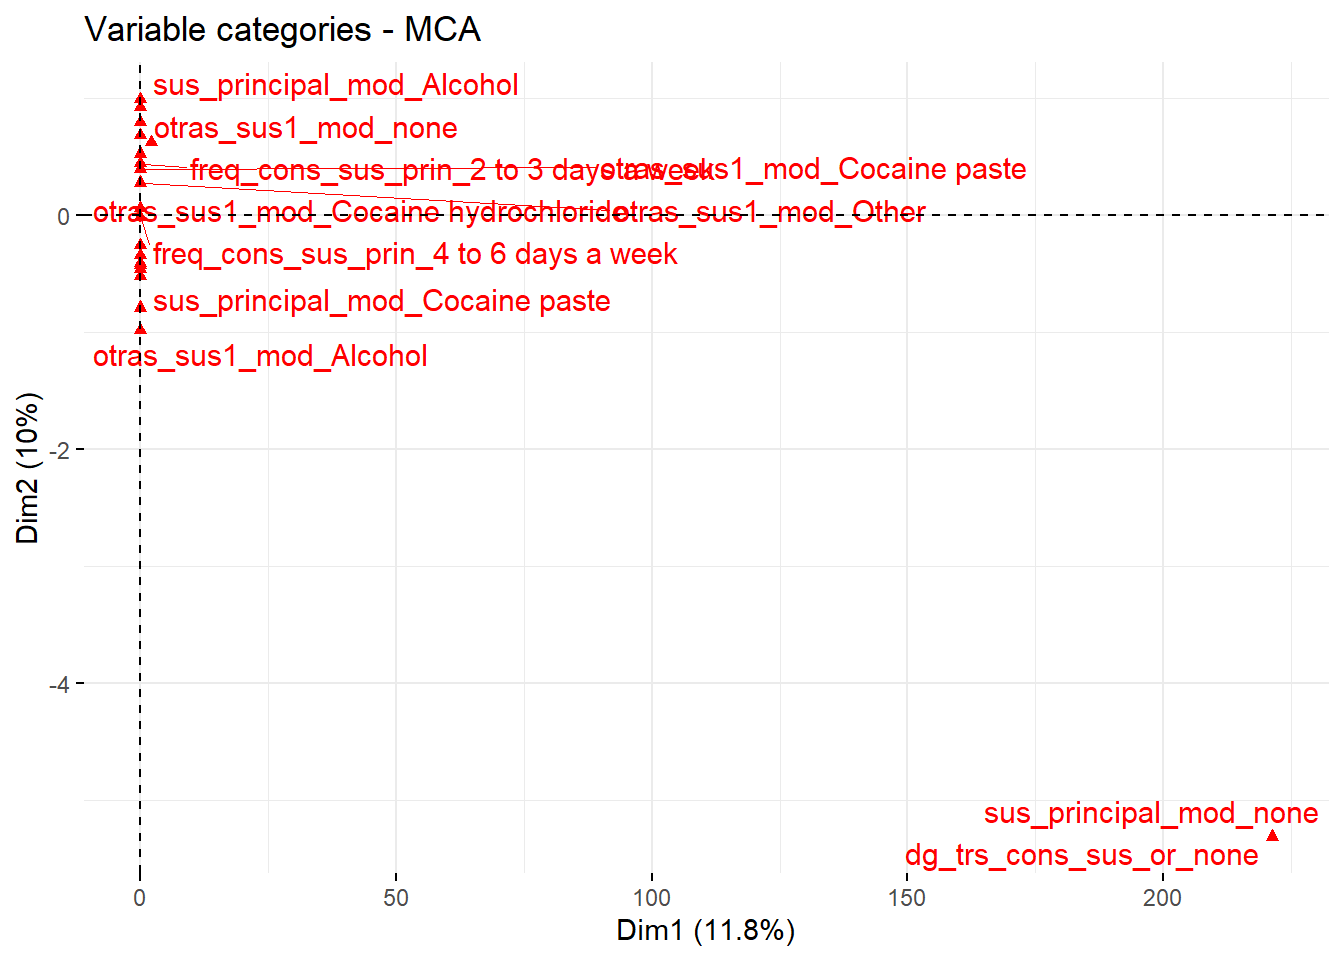 Variable categories - MCA
sus_principal_mod_Alcohol
otras_sus1_mod_none
freq_cons_sus_prin_2 to 3 days a week
otras_sus1_mod_Cocaine paste
0
otras_sus1_mod_Cocaine hydrochloride
otras_sus1_mod_Other
freq_cons_sus_prin_4 to 6 days a week
sus_principal_mod_Cocaine paste
otras_sus1_mod_Alcohol
Dim2 (10%)
-2
-4
sus_principal_mod_none
dg_trs_cons_sus_or_none
0 50 100 150 200
Dim1 (11.8%)